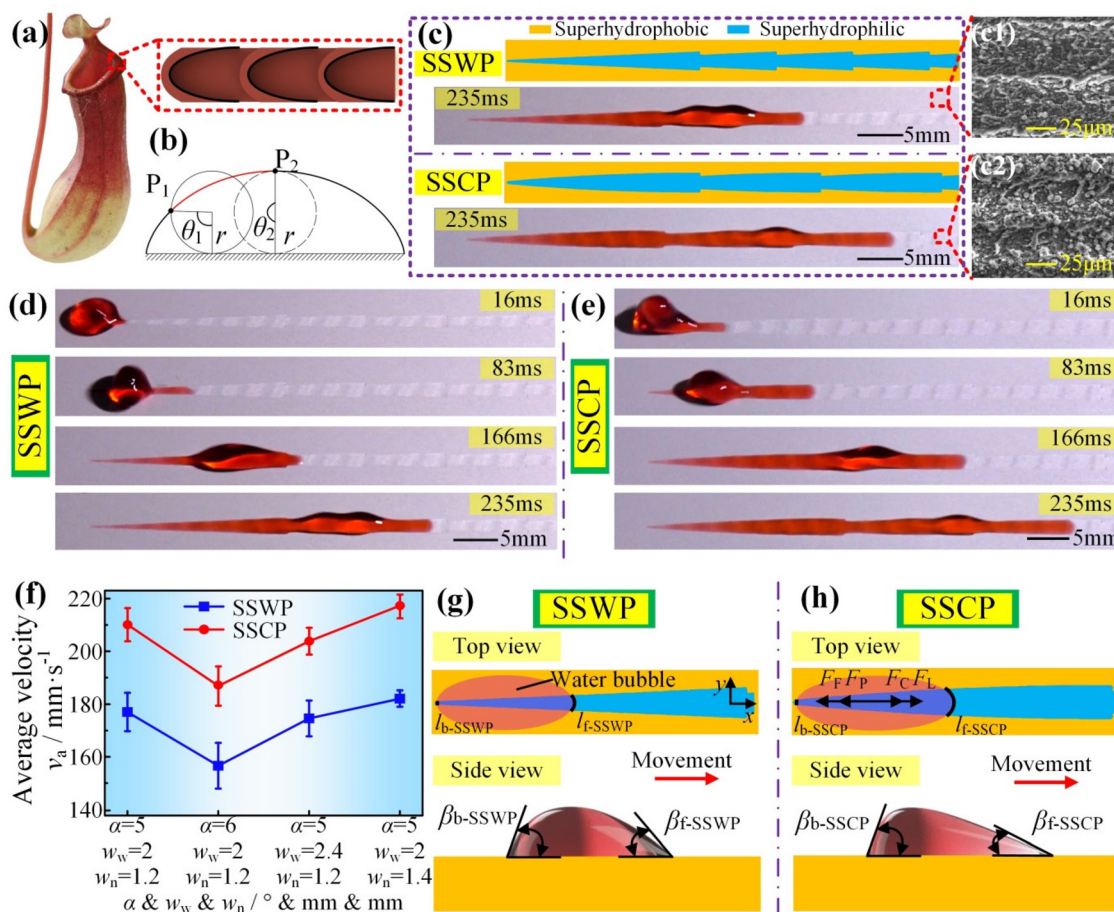 (a)
(b)
P1
P2
θ1
r
θ2
r
(c)
Superhydrophobic
Superhydrophilic
SSWP
235ms
5mm
SSCP
235ms
5mm
(c1)
25μm
(c2)
25μm
(d)
SSWP
16ms
83ms
166ms
235ms
5mm
(e)
SSCP
16ms
83ms
166ms
235ms
5mm
(f)
SSWP
SSCP
Average velocity
va / mm·s-1
220
200
180
160
140
α=5
α=6
α=5
α=5
ww=2
ww=2
ww=2.4
ww=2
wn=1.2
wn=1.2
wn=1.2
wn=1.4
α & ww & wn / ° & mm & mm
(g)
SSWP
Top view
Water bubble
y
x
lb-SSWP
lf-SSWP
Side view
Movement
βb-SSWP
βf-SSWP
(h)
SSCP
Top view
FF FP
FC FL
lb-SSCP
lf-SSCP
Side view
Movement
βb-SSCP
βf-SSCP